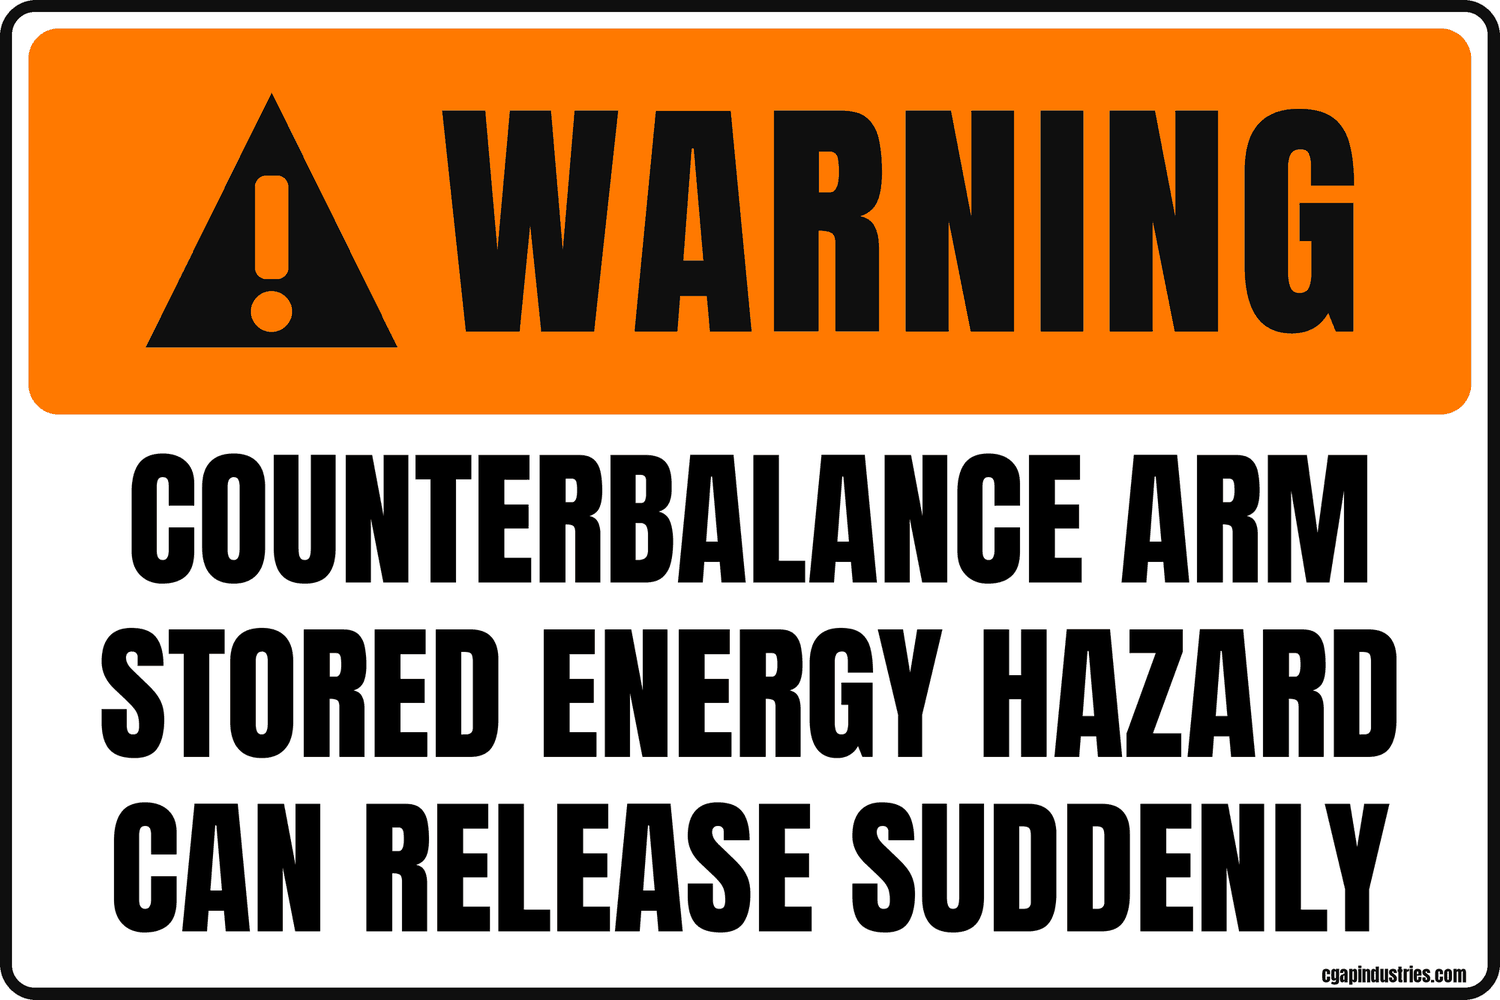 WARNING
COUNTERBALANCE ARM
STORED ENERGY HAZARD
CAN RELEASE SUDDENLY
cgapindustries.com